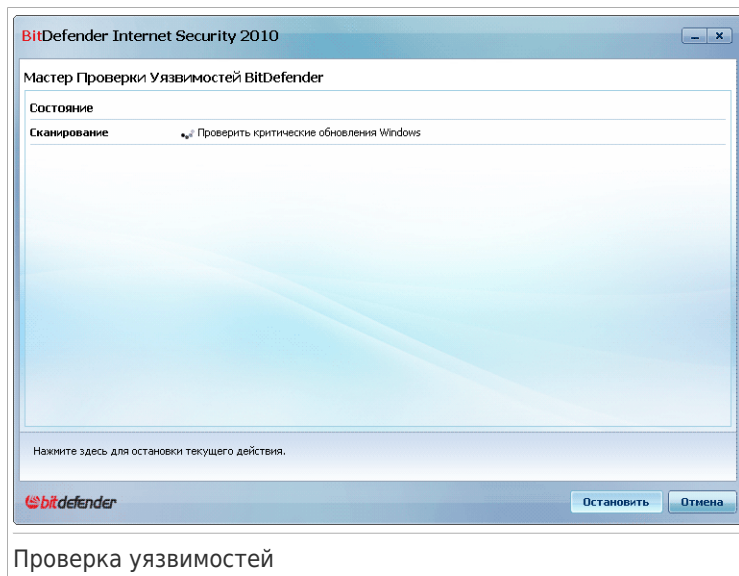 BitDefender Internet Security 2010
Мастер Проверки Уязвимостей BitDefender
Состояние
Сканирование Проверить критические обновления Windows
Нажмите здесь для остановки текущего действия.
bitdefender
Остановить Отмена
Проверка уязвимостей